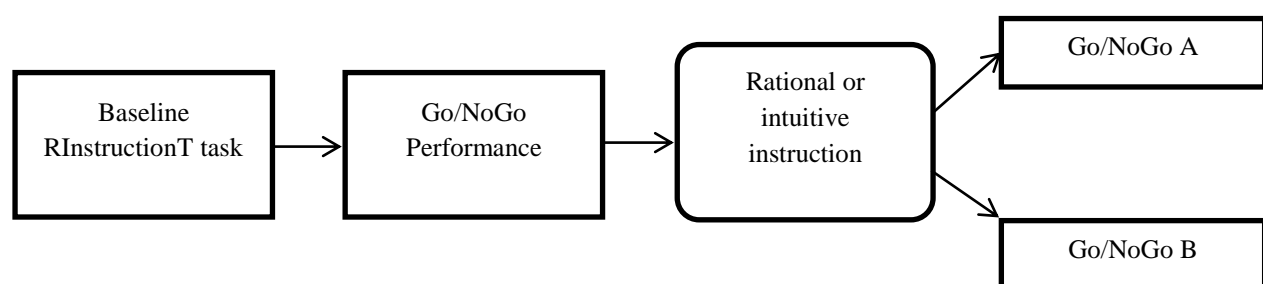 Baseline
RInstructionT task
Go/NoGo
Performance
Rational or
intuitive
instruction
Go/NoGo A
Go/NoGo B